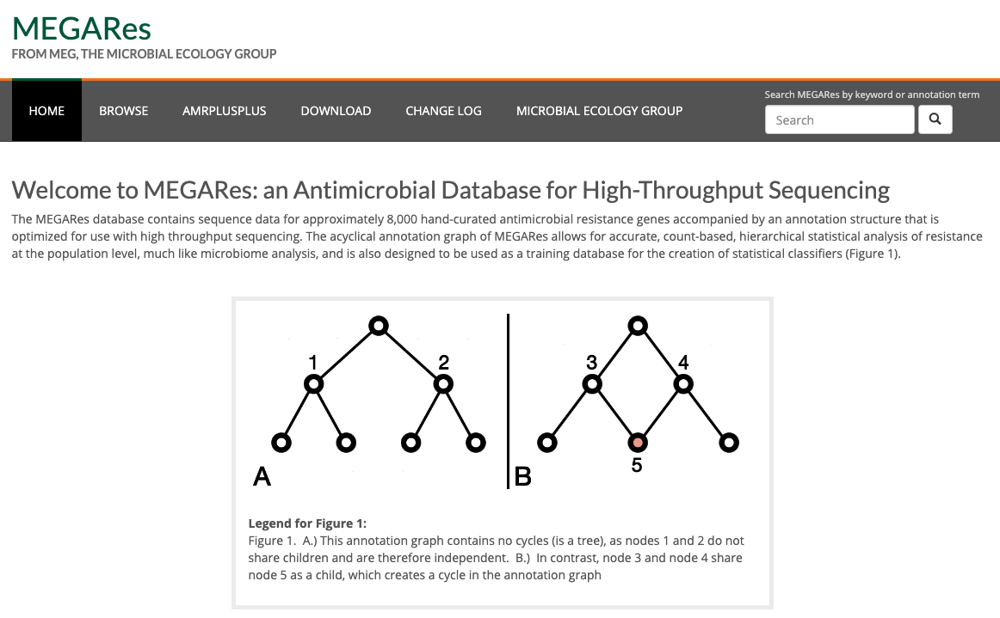 MEGARes
FROM MEG, THE MICROBIAL ECOLOGY GROUP
HOME BROWSE AMRPLUSPLUS DOWNLOAD CHANGE LOG MICROBIAL ECOLOGY GROUP
Search MEGARes by keyword or annotation term
Search
Welcome to MEGARes: an Antimicrobial Database for High-Throughput Sequencing
The MEGARes database contains sequence data for approximately 8,000 hand-curated antimicrobial resistance genes accompanied by an annotation structure that is
optimized for use with high throughput sequencing. The acyclical annotation graph of MEGARes allows for accurate, count-based, hierarchical statistical analysis of resistance
at the population level, much like microbiome analysis, and is also designed to be used as a training database for the creation of statistical classifiers (Figure 1).
1 2 3 4
5
A B
Legend for Figure 1:
Figure 1. A.) This annotation graph contains no cycles (is a tree), as nodes 1 and 2 do not
share children and are therefore independent. B.) In contrast, node 3 and node 4 share
node 5 as a child, which creates a cycle in the annotation graph